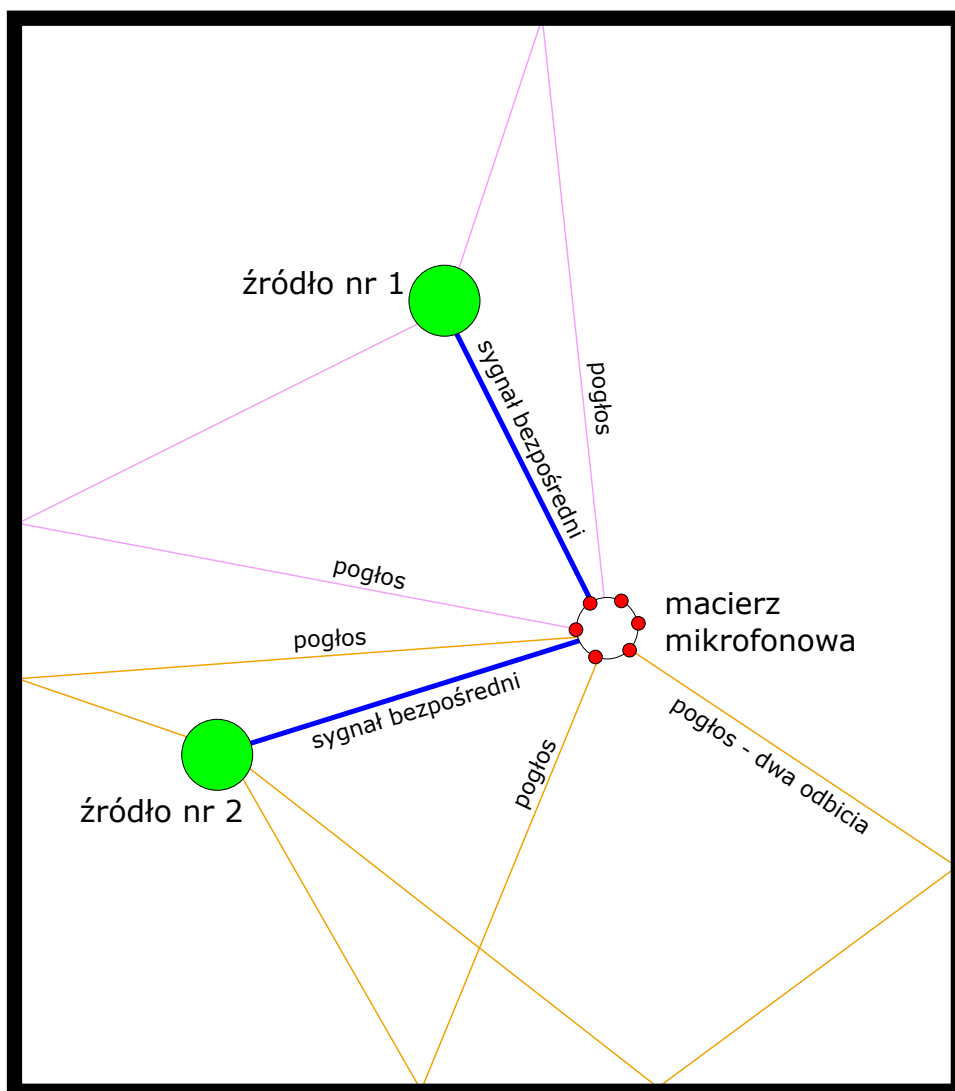 źródło nr 1
sygnał bezpośredni
pogłos
pogłos
macierz
mikrofonowa
pogłos
sygnał bezpośredni
pogłos - dwa odbicia
pogłos
źródło nr 2